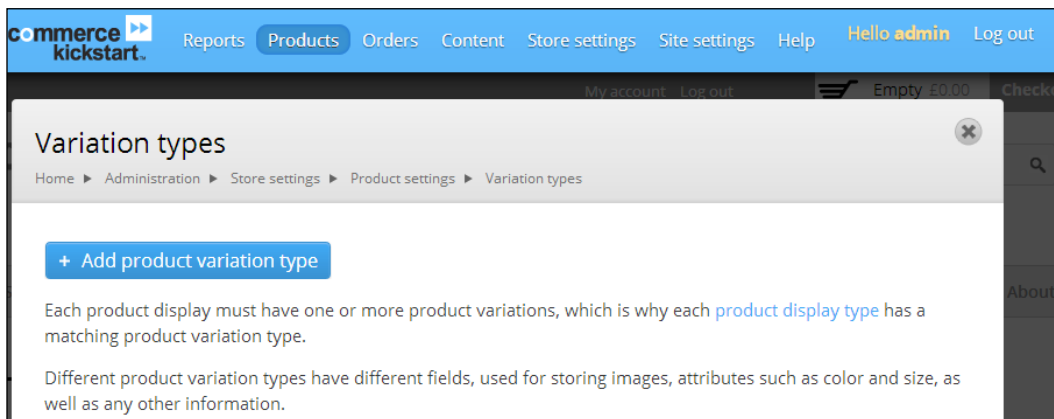 commerce kickstart™ Reports Products Orders Content Store settings Site settings Help Hello admin Log out
My account Log out Empty £0.00 Checko
Variation types
Home ▶ Administration ▶ Store settings ▶ Product settings ▶ Variation types
+ Add product variation type
Each product display must have one or more product variations, which is why each product display type has a
About
matching product variation type.
Different product variation types have different fields, used for storing images, attributes such as color and size, as
well as any other information.